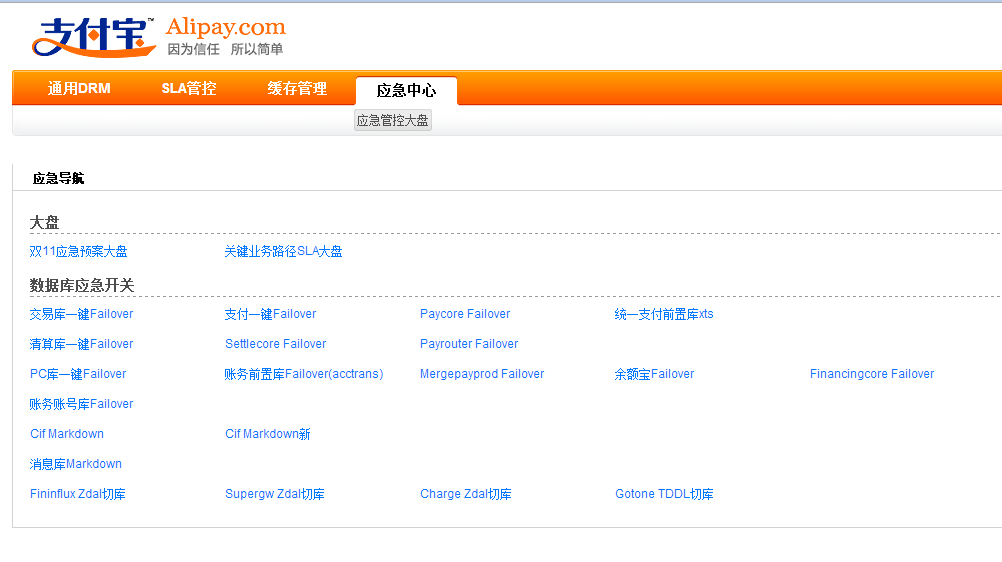 支付宝™ Alipay.com
因为信任 所以简单
通用DRM SLA管控 缓存管理 应急中心
应急管控大盘
应急导航
大盘
双11应急预案大盘 关键业务路径SLA大盘
数据库应急开关
交易库一键Failover 支付一键Failover Paycore Failover 统一支付前置库xts
清算库一键Failover Settlecore Failover Payrouter Failover
PC库一键Failover 账务前置库Failover(acctrans) Mergepayprod Failover 余额宝Failover Financingcore Failover
账务账号库Failover
Cif Markdown Cif Markdown新
消息库Markdown
Fininflux Zdal切库 Supergw Zdal切库 Charge Zdal切库 Gotone TDDL切库